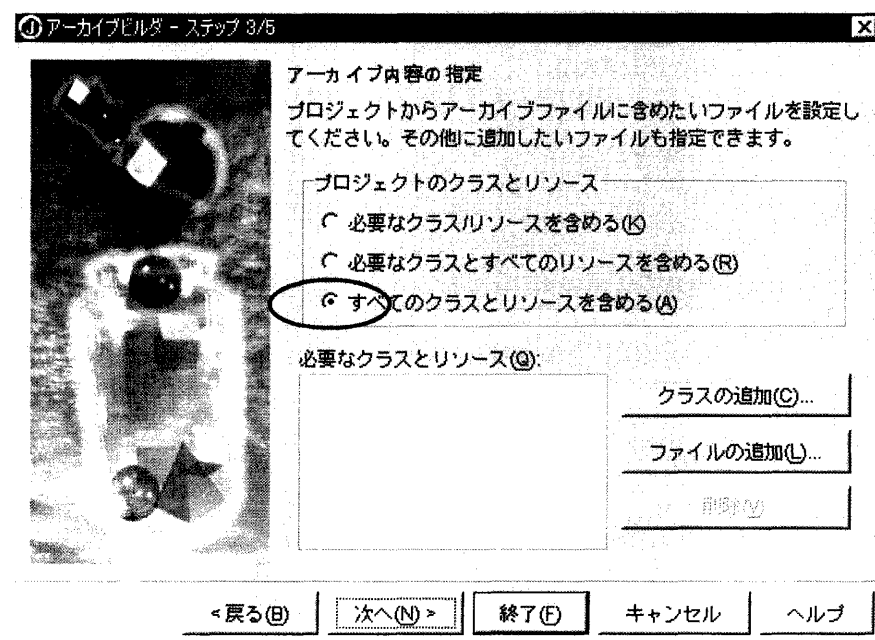 アーカイブビルダ - ステップ 3/5
アーカイブ内容の指定
プロジェクトからアーカイブファイルに含めたいファイルを設定し
てください。その他に追加したいファイルも指定できます。
プロジェクトのクラスとリソース
必要なクラス/リソースを含める(K)
必要なクラスとすべてのリソースを含める(R)
すべてのクラスとリソースを含める(A)
必要なクラスとリソース(Q):
クラスの追加(C)...
ファイルの追加(L)...
削除(V)
<戻る(B)
次へ(N)>
終了(F)
キャンセル
ヘルプ